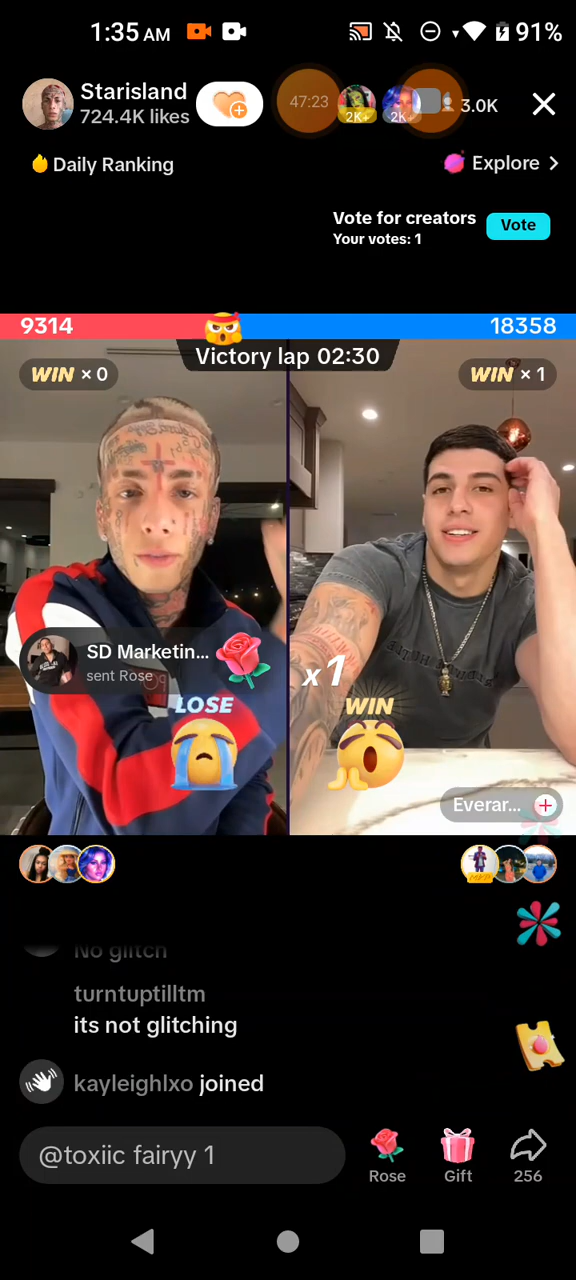 1:35 AM
91%
Starisland
724.4K likes
47:23
2K+
2K+
3.0K
Daily Ranking
Explore >
Vote for creators
Your votes: 1
Vote
9314
18358
Victory lap 02:30
WIN × 0
WIN × 1
SD Marketin...
sent Rose
x1
LOSE
WIN
Everar...
No glitch
turntuptilltm
its not glitching
kayleighlxo joined
@toxiic fairyy 1
Rose
Gift
256